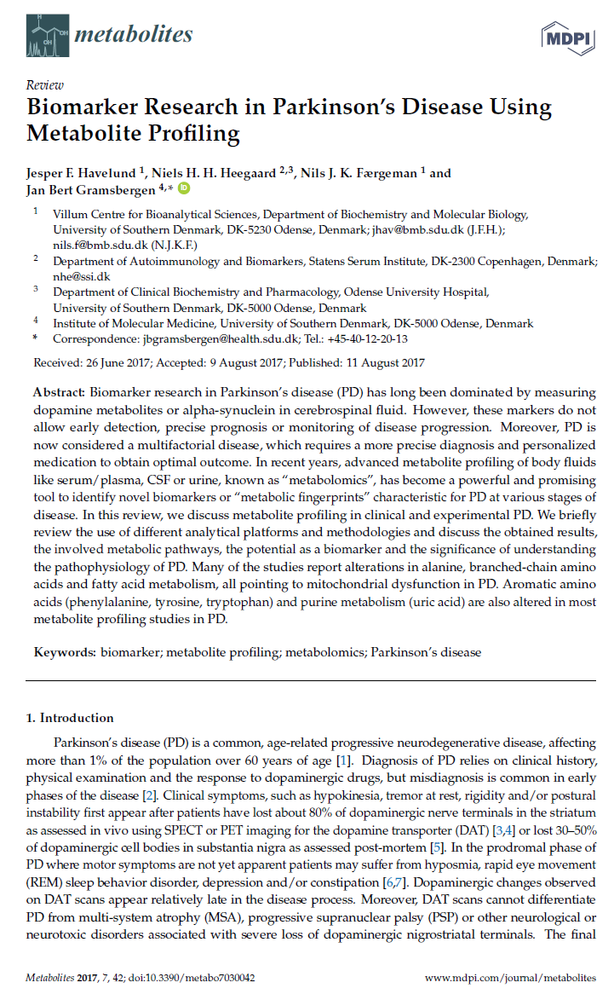 H
OH
OH
metabolites
MDPI
Review
Biomarker Research in Parkinson's Disease Using
Metabolite Profiling
Jesper F. Havelund 1, Niels H. H. Heegaard 2,3, Nils J. K. Færgeman 1 and
Jan Bert Gramsbergen 4,* iD
1 Villum Centre for Bioanalytical Sciences, Department of Biochemistry and Molecular Biology,
University of Southern Denmark, DK-5230 Odense, Denmark; jhav@bmb.sdu.dk (J.F.H.);
nils.f@bmb.sdu.dk (N.J.K.F.)
2 Department of Autoimmunology and Biomarkers, Statens Serum Institute, DK-2300 Copenhagen, Denmark;
nhe@ssi.dk
3 Department of Clinical Biochemistry and Pharmacology, Odense University Hospital,
University of Southern Denmark, DK-5000 Odense, Denmark
4 Institute of Molecular Medicine, University of Southern Denmark, DK-5000 Odense, Denmark
* Correspondence: jbgramsbergen@health.sdu.dk; Tel.: +45-40-12-20-13
Received: 26 June 2017; Accepted: 9 August 2017; Published: 11 August 2017
Abstract: Biomarker research in Parkinson's disease (PD) has long been dominated by measuring
dopamine metabolites or alpha-synuclein in cerebrospinal fluid. However, these markers do not
allow early detection, precise prognosis or monitoring of disease progression. Moreover, PD is
now considered a multifactorial disease, which requires a more precise diagnosis and personalized
medication to obtain optimal outcome. In recent years, advanced metabolite profiling of body fluids
like serum/plasma, CSF or urine, known as "metabolomics", has become a powerful and promising
tool to identify novel biomarkers or "metabolic fingerprints" characteristic for PD at various stages of
disease. In this review, we discuss metabolite profiling in clinical and experimental PD. We briefly
review the use of different analytical platforms and methodologies and discuss the obtained results,
the involved metabolic pathways, the potential as a biomarker and the significance of understanding
the pathophysiology of PD. Many of the studies report alterations in alanine, branched-chain amino
acids and fatty acid metabolism, all pointing to mitochondrial dysfunction in PD. Aromatic amino
acids (phenylalanine, tyrosine, tryptophan) and purine metabolism (uric acid) are also altered in most
metabolite profiling studies in PD.
Keywords: biomarker; metabolite profiling; metabolomics; Parkinson's disease
1. Introduction
Parkinson's disease (PD) is a common, age-related progressive neurodegenerative disease, affecting
more than 1% of the population over 60 years of age [1]. Diagnosis of PD relies on clinical history,
physical examination and the response to dopaminergic drugs, but misdiagnosis is common in early
phases of the disease [2]. Clinical symptoms, such as hypokinesia, tremor at rest, rigidity and/or postural
instability first appear after patients have lost about 80% of dopaminergic nerve terminals in the striatum
as assessed in vivo using SPECT or PET imaging for the dopamine transporter (DAT) [3,4] or lost 30–50%
of dopaminergic cell bodies in substantia nigra as assessed post-mortem [5]. In the prodromal phase of
PD where motor symptoms are not yet apparent patients may suffer from hyposmia, rapid eye movement
(REM) sleep behavior disorder, depression and/or constipation [6,7]. Dopaminergic changes observed
on DAT scans appear relatively late in the disease process. Moreover, DAT scans cannot differentiate
PD from multi-system atrophy (MSA), progressive supranuclear palsy (PSP) or other neurological or
neurotoxic disorders associated with severe loss of dopaminergic nigrostriatal terminals. The final
Metabolites 2017, 7, 42; doi:10.3390/metabo7030042
www.mdpi.com/journal/metabolites